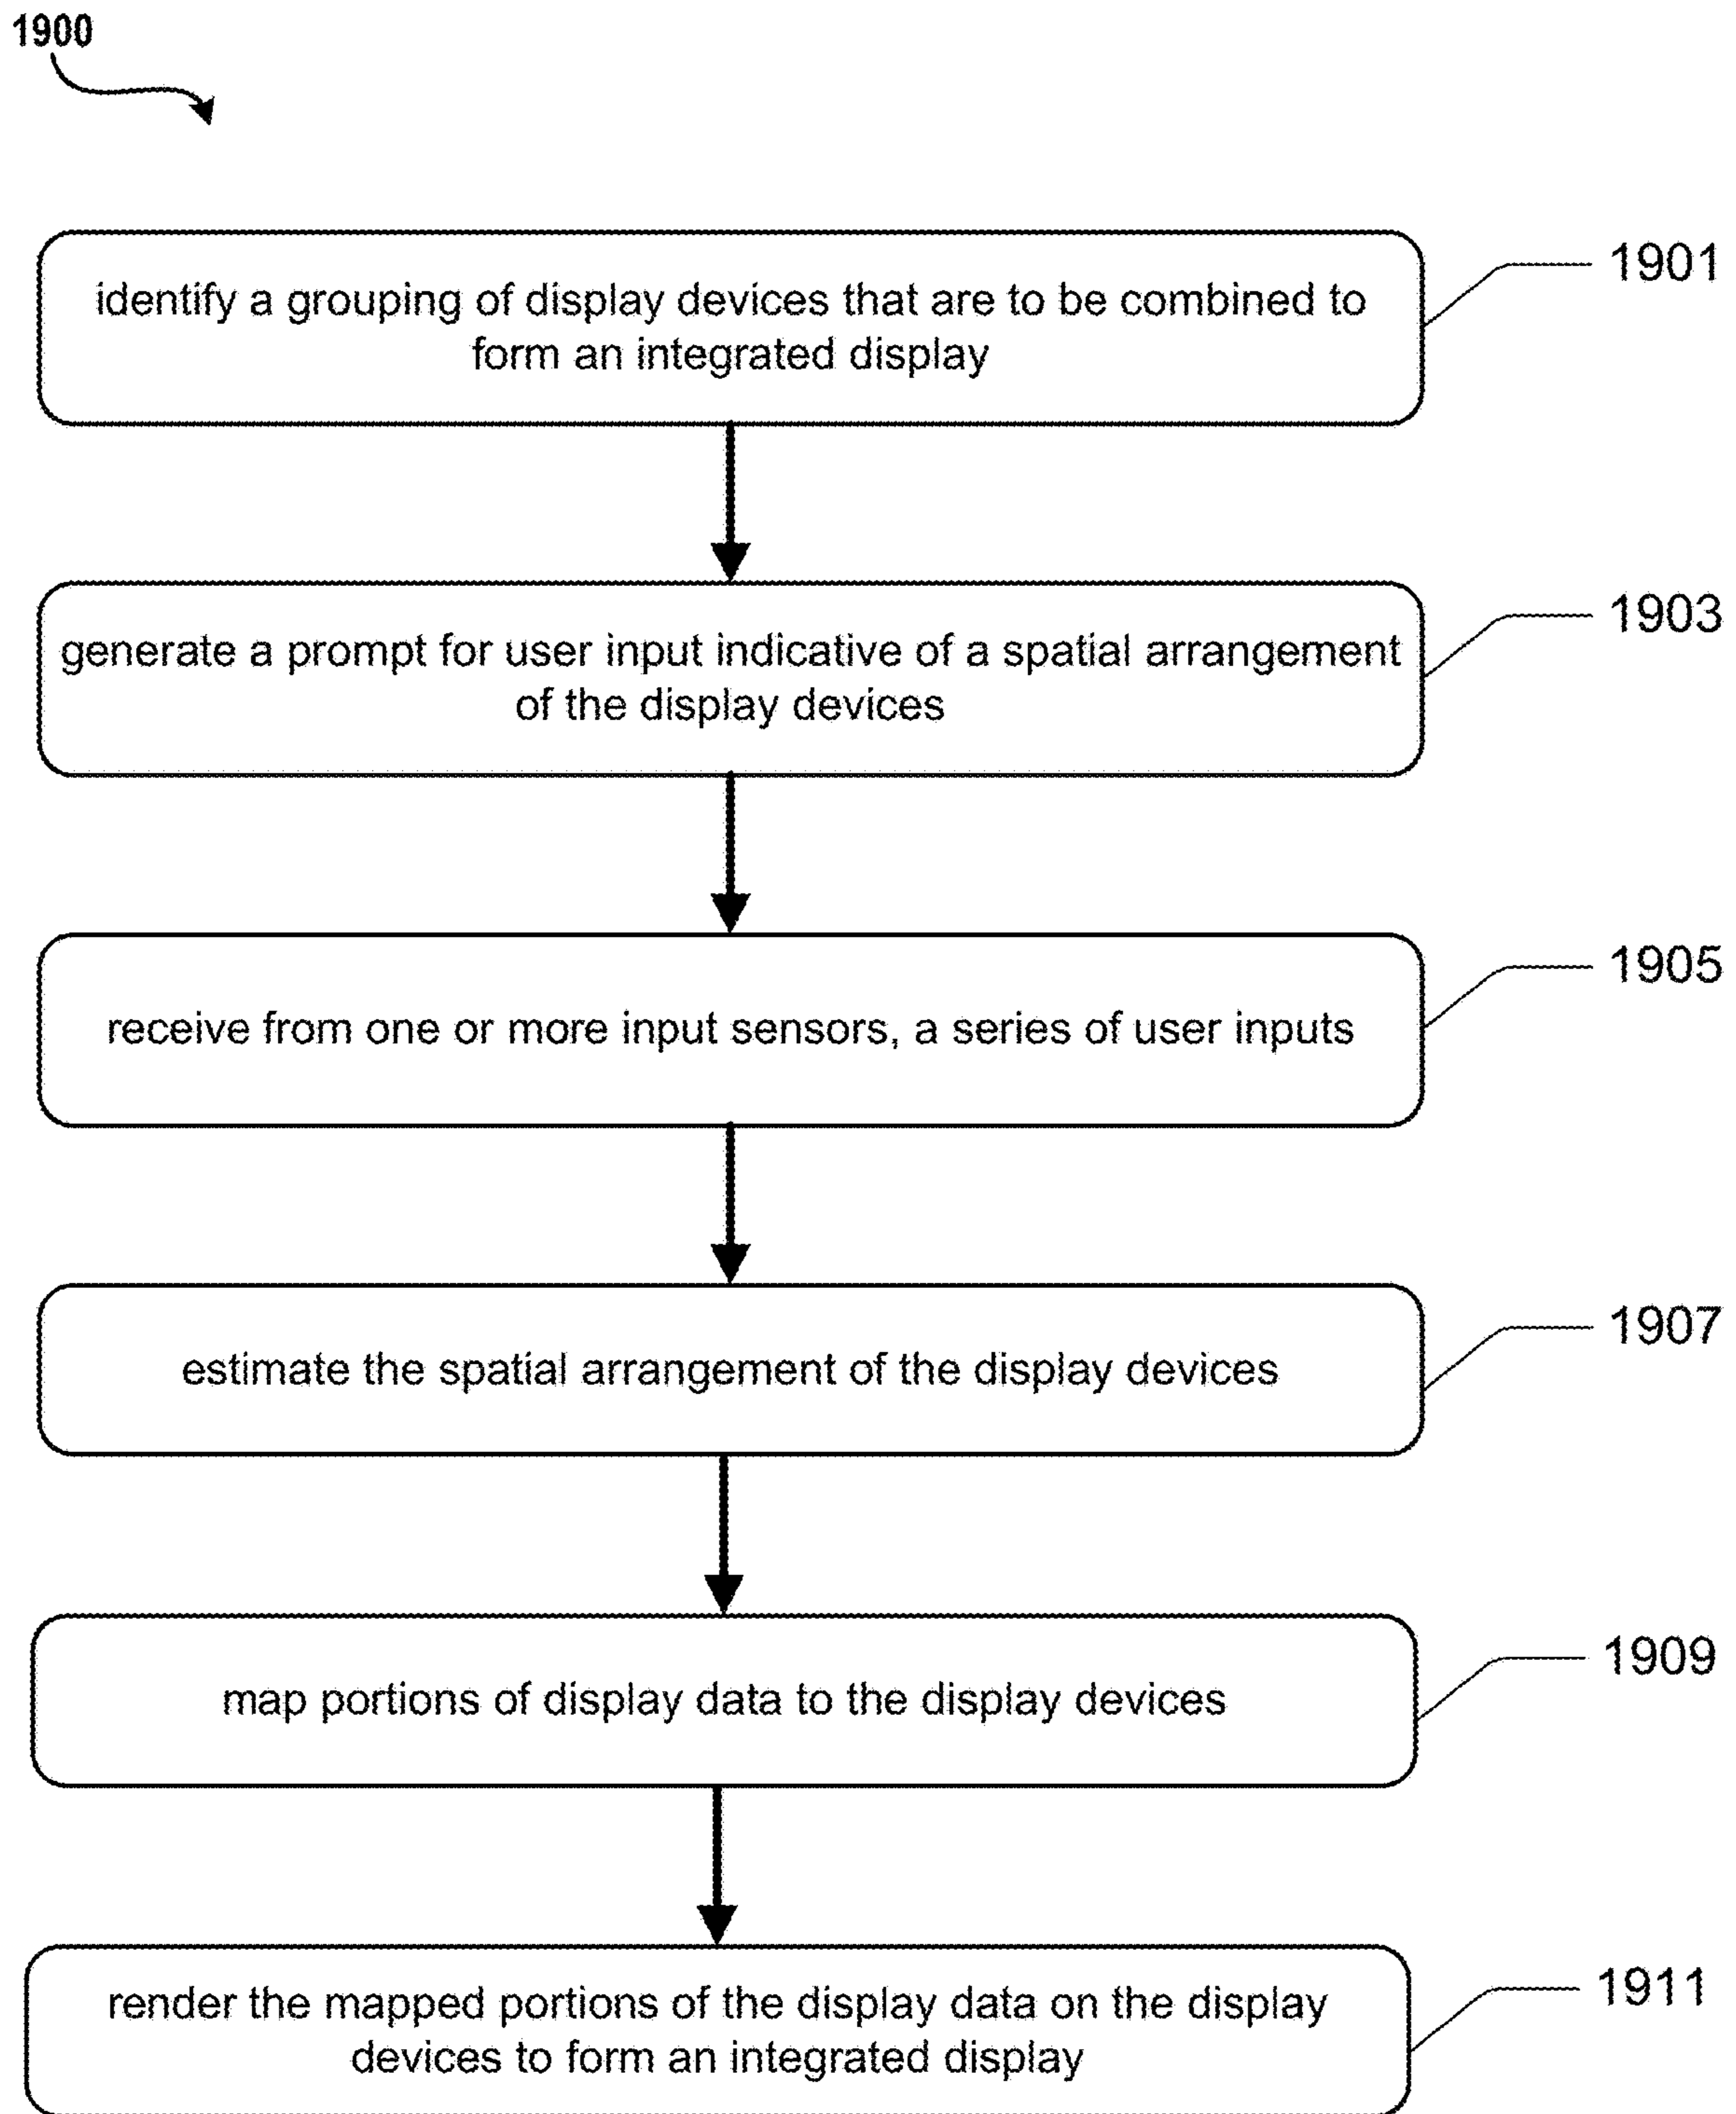 1900
identify a grouping of display devices that are to be combined to
form an integrated display
1901
generate a prompt for user input indicative of a spatial arrangement
of the display devices
1903
receive from one or more input sensors, a series of user inputs
1905
estimate the spatial arrangement of the display devices
1907
map portions of display data to the display devices
1909
render the mapped portions of the display data on the display
devices to form an integrated display
1911